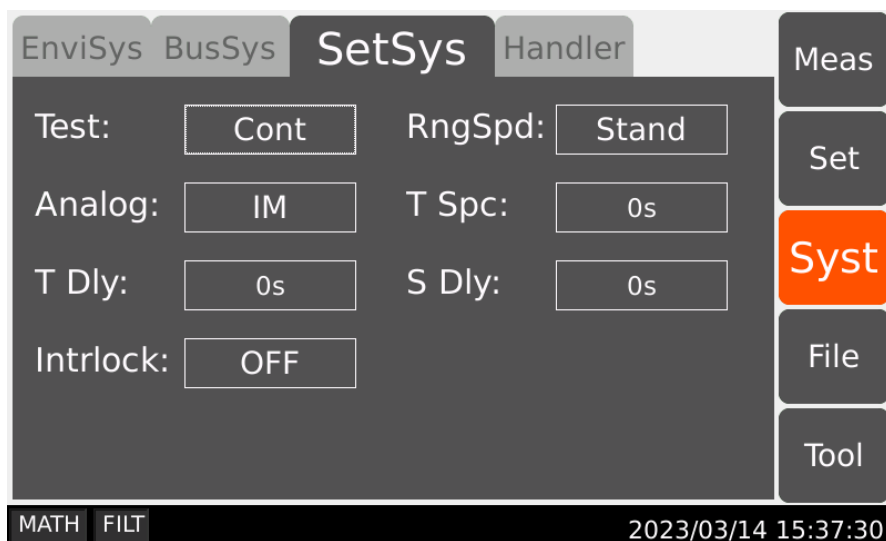 EnviSys BusSys SetSys Handler
Meas
Test: Cont RngSpd: Stand
Set
Analog: IM T Spc: 0s
Syst
T Dly: 0s S Dly: 0s
File
Intrlock: OFF
Tool
MATH FILT 2023/03/14 15:37:30